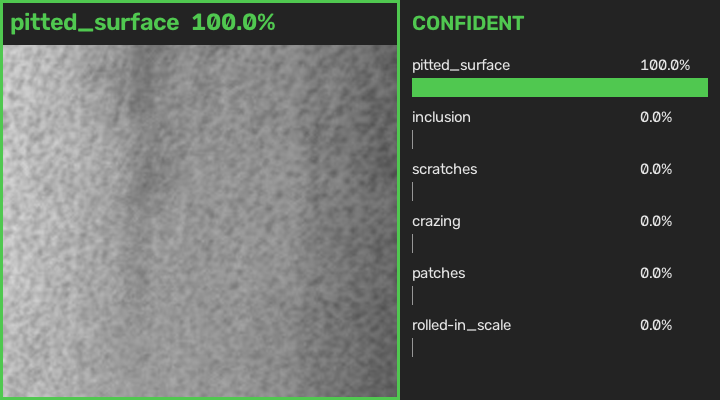 pitted_surface 100.0%
CONFIDENT
pitted_surface 100.0%
inclusion 0.0%
scratches 0.0%
crazing 0.0%
patches 0.0%
rolled-in_scale 0.0%